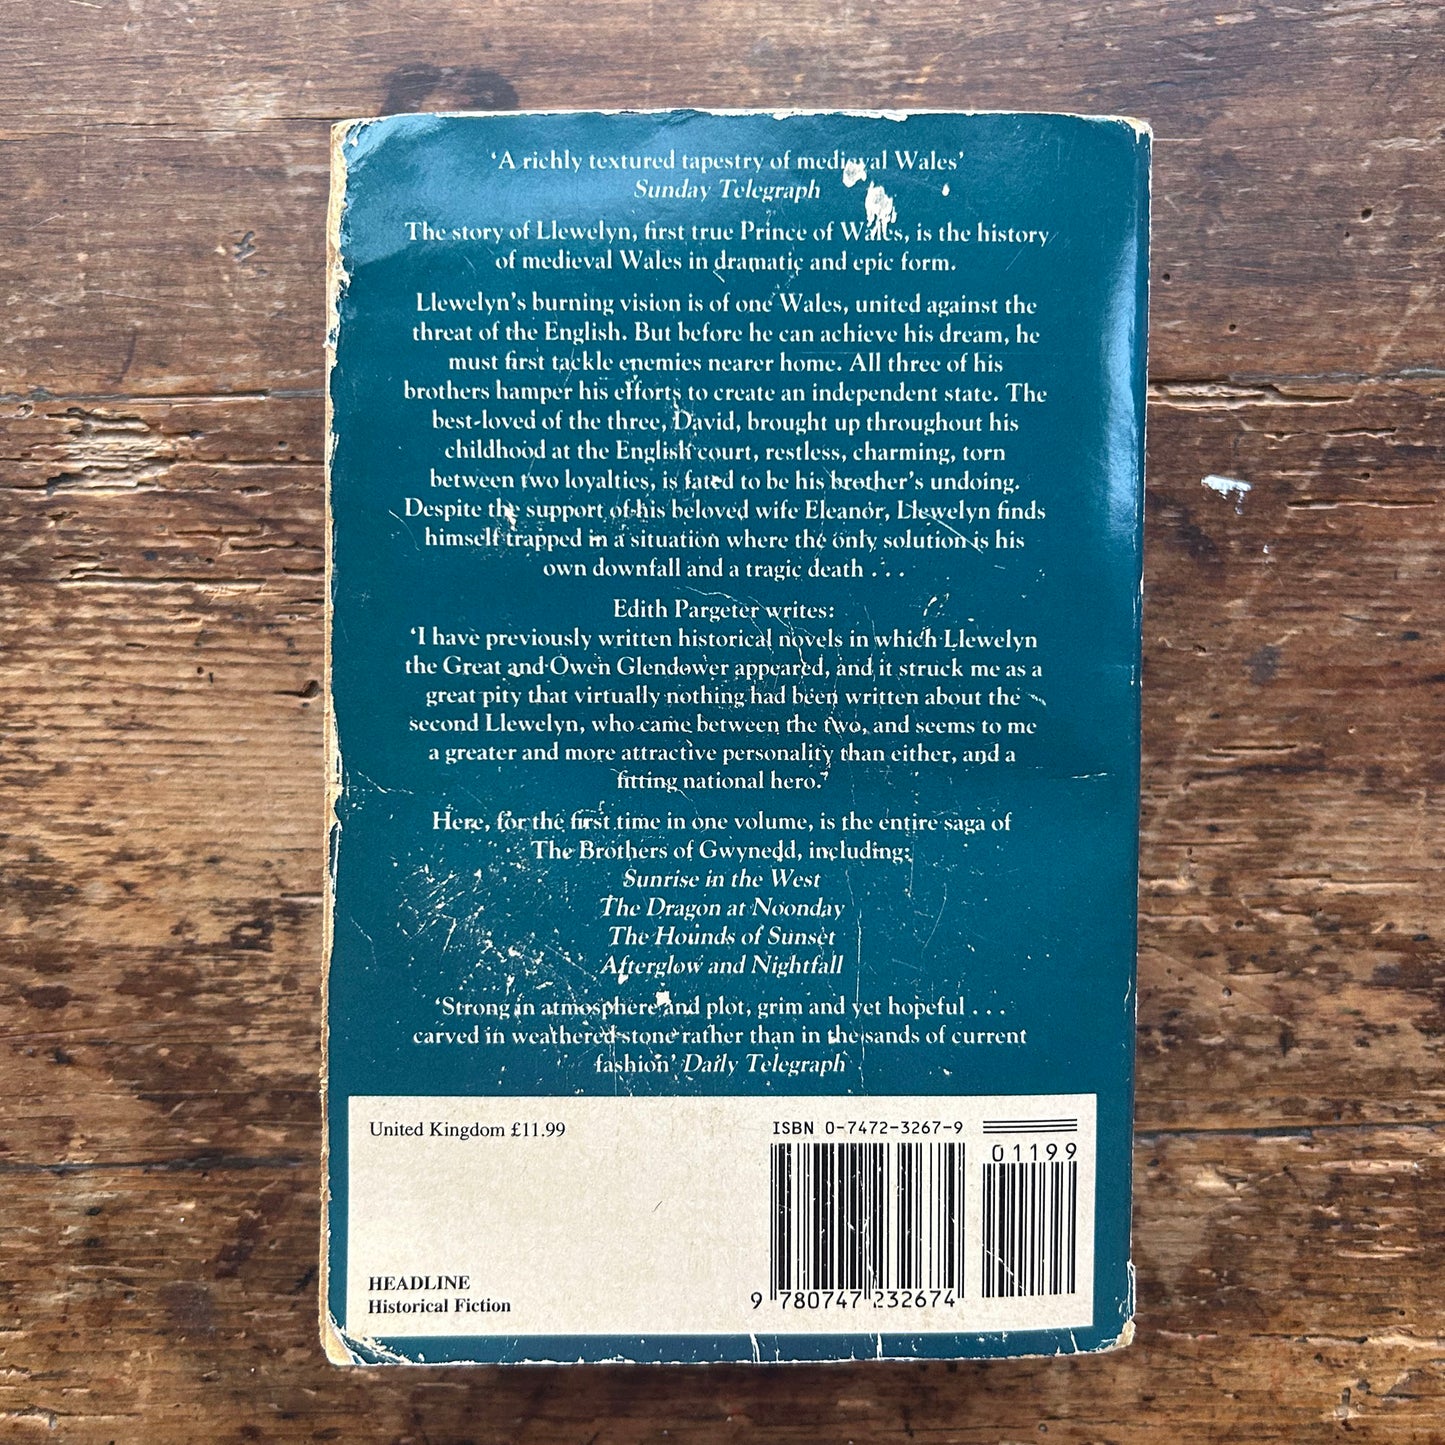 ‘A richly textured tapestry of medieval Wales’
Sunday Telegraph
The story of Llewelyn, first true Prince of Wales, is the history
of medieval Wales in dramatic and epic form.
Llewelyn’s burning vision is of one Wales, united against the
threat of the English. But before he can achieve his dream, he
must first tackle enemies nearer home. All three of his
brothers hamper his efforts to create an independent state. The
best-loved of the three, David, brought up throughout his
childhood at the English court, restless, charming, torn
between two loyalties, is fated to be his brother’s undoing.
Despite the support of his beloved wife Eleanor, Llewelyn finds
himself trapped in a situation where the only solution is his
own downfall and a tragic death . . .
Edith Pargeter writes:
‘I have previously written historical novels in which Llewelyn
the Great and Owen Glendower appeared, and it struck me as a
great pity that virtually nothing had been written about the
second Llewelyn, who came between the two, and seems to me
a greater and more attractive personality than either, and a
fitting national hero.’
Here, for the first time in one volume, is the entire saga of
The Brothers of Gwynedd, including:
Sunrise in the West
The Dragon at Noonday
The Hounds of Sunset
Afterglow and Nightfall
‘Strong in atmosphere and plot, grim and yet hopeful . . .
carved in weathered stone rather than in the sands of current
fashion’ Daily Telegraph
United Kingdom £11.99
ISBN 0-7472-3267-9
01199
9 780747 232674
HEADLINE
Historical Fiction